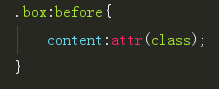 .box:before{
content:attr(class);
}